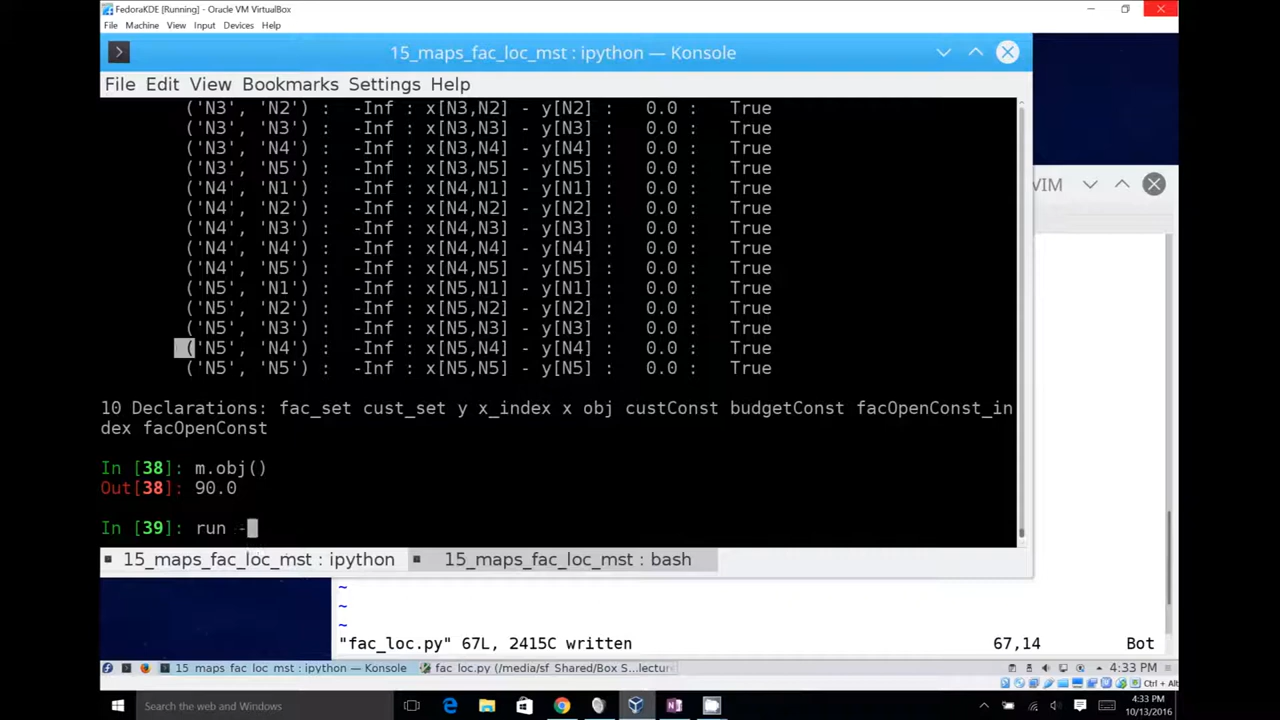 FedoraKDE [Running] - Oracle VM VirtualBox
File Machine View Input Devices Help
15_maps_fac_loc_mst : ipython — Konsole
File Edit View Bookmarks Settings Help
('N3', 'N2') : -Inf : x[N3,N2] - y[N2] : 0.0 : True
('N3', 'N3') : -Inf : x[N3,N3] - y[N3] : 0.0 : True
('N3', 'N4') : -Inf : x[N3,N4] - y[N4] : 0.0 : True
('N3', 'N5') : -Inf : x[N3,N5] - y[N5] : 0.0 : True
('N4', 'N1') : -Inf : x[N4,N1] - y[N1] : 0.0 : True
('N4', 'N2') : -Inf : x[N4,N2] - y[N2] : 0.0 : True
('N4', 'N3') : -Inf : x[N4,N3] - y[N3] : 0.0 : True
('N4', 'N4') : -Inf : x[N4,N4] - y[N4] : 0.0 : True
('N4', 'N5') : -Inf : x[N4,N5] - y[N5] : 0.0 : True
('N5', 'N1') : -Inf : x[N5,N1] - y[N1] : 0.0 : True
('N5', 'N2') : -Inf : x[N5,N2] - y[N2] : 0.0 : True
('N5', 'N3') : -Inf : x[N5,N3] - y[N3] : 0.0 : True
('N5', 'N4') : -Inf : x[N5,N4] - y[N4] : 0.0 : True
('N5', 'N5') : -Inf : x[N5,N5] - y[N5] : 0.0 : True
VIM
10 Declarations: fac_set cust_set y x_index x obj custConst budgetConst facOpenConst_in
dex facOpenConst
In [38]: m.obj()
Out[38]: 90.0
In [39]: run -
15_maps_fac_loc_mst : ipython 15_maps_fac_loc_mst : bash
~
~
~
"fac_loc.py" 67L, 2415C written 67,14 Bot
15_maps_fac_loc_mst : ipython — Konsole fac_loc.py (/media/sf_Shared/Box S...lecture 4:33 PM
Ctrl + Alt
Search the web and Windows
4:33 PM
10/13/2016